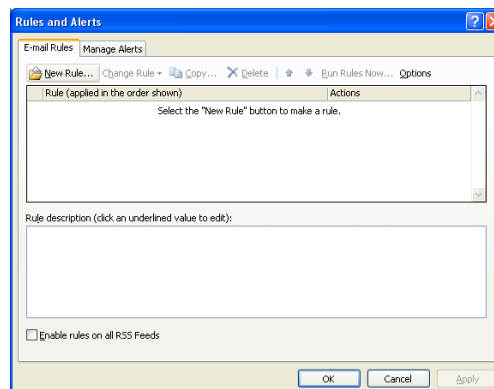 Rules and Alerts
E-mail Rules Manage Alerts
New Rule... Change Rule Copy... Delete Run Rules Now... Options
Rule (applied in the order shown) Actions
Select the "New Rule" button to make a rule.
Rule description (click an underlined value to edit):
Enable rules on all RSS Feeds
OK Cancel Apply